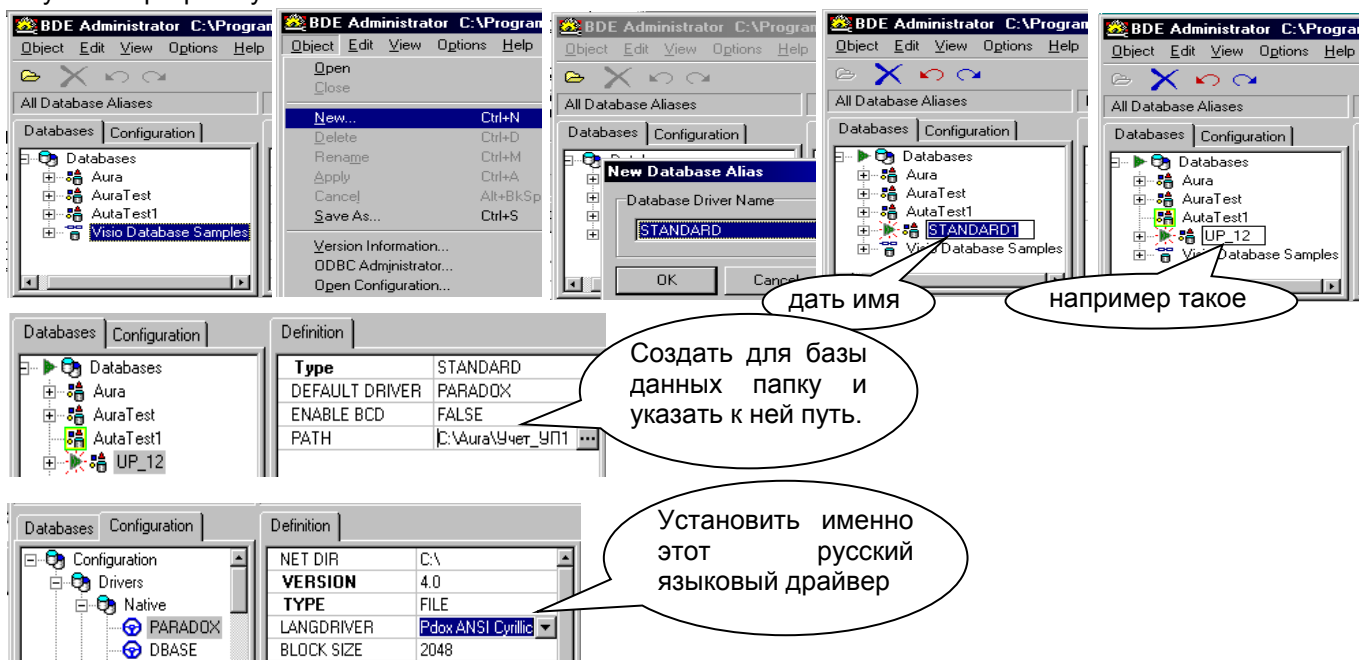 BDE Administrator C:\Program
Object Edit View Options Help
All Database Aliases
Databases Configuration
Databases
Aura
AuraTest
AutaTest1
Visio Database Samples
BDE Administrator C:\Program
Object Edit View Options Help
Open
Close
New... Ctrl+N
Delete Ctrl+D
Rename Ctrl+M
Apply Ctrl+A
Cancel Alt+BkSp
Save As... Ctrl+S
Version Information...
ODBC Administrator...
Open Configuration...
BDE Administrator C:\Program
Object Edit View Options Help
All Database Aliases
Databases Configuration
New Database Alias
Database Driver Name
STANDARD
OK Cancel
BDE Administrator C:\Program
Object Edit View Options Help
All Database Aliases
Databases Configuration
Databases
Aura
AuraTest
AutaTest1
STANDARD1
Visio Database Samples
дать имя
BDE Administrator C:\Program
Object Edit View Options Help
All Database Aliases
Databases Configuration
Databases
Aura
AuraTest
AutaTest1
UP_12
Database Samples
например такое
Databases Configuration
Databases
Aura
AuraTest
AutaTest1
UP_12
Definition
Type STANDARD
DEFAULT DRIVER PARADOX
ENABLE BCD FALSE
PATH C:\Aura\Учет_УП1 ...
Создать для базы
данных папку и
указать к ней путь.
Databases Configuration
Configuration
Drivers
Native
PARADOX
DBASE
Definition
NET DIR C:\
VERSION 4.0
TYPE FILE
LANGDRIVER Pdox ANSI Cyrillic
BLOCK SIZE 2048
Установить именно
этот русский
языковый драйвер